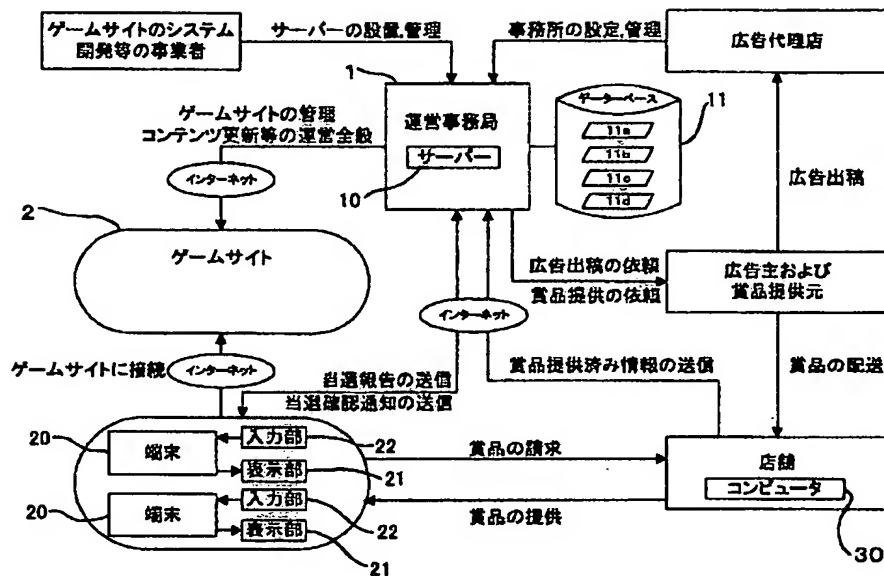 ゲームサイトのシステム
開発等の事業者
サーバーの設置,管理
事務所の設定,管理
広告代理店
1
データーベース
11
運営事務局
サーバー
10
11a
11b
11c
11d
ゲームサイトの管理
コンテンツ更新等の運営全般
インターネット
広告出稿
2
ゲームサイト
広告出稿の依頼
賞品提供の依頼
広告主および
賞品提供元
インターネット
ゲームサイトに接続
インターネット
当選報告の送信
当選確認通知の送信
賞品提供済み情報の送信
賞品の配送
20
端末
入力部
22
表示部
21
賞品の請求
店舗
コンピュータ
30
20
端末
入力部
22
表示部
21
賞品の提供